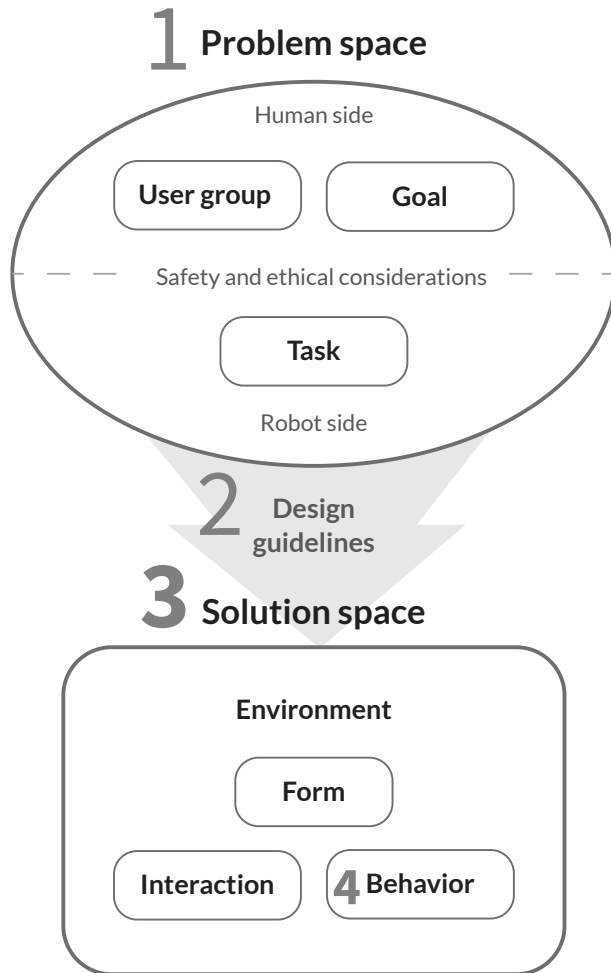 1 Problem space
Human side
User group
Goal
Safety and ethical considerations
Task
Robot side
2 Design
guidelines
3 Solution space
Environment
Form
Interaction
4 Behavior